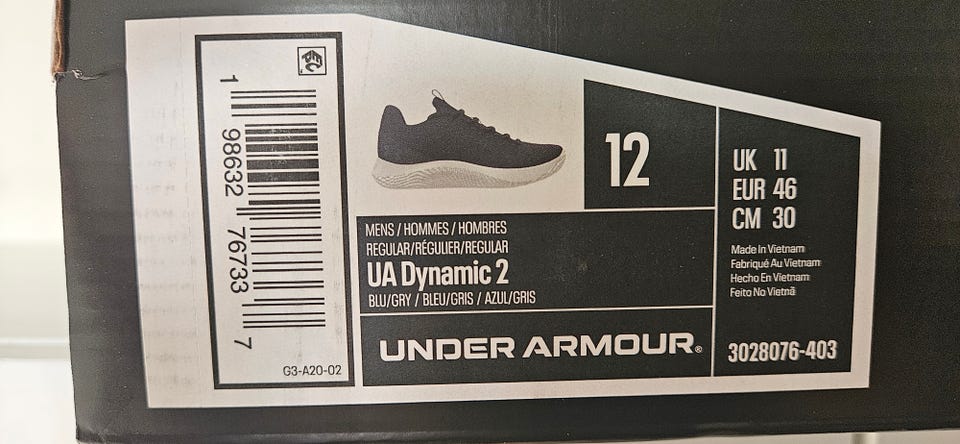 EPC
1 98632 76733 7
G3-A20-02
12
MENS / HOMMES / HOMBRES
REGULAR/RÉGULIER/REGULAR
UA Dynamic 2
BLU/GRY / BLEU/GRIS / AZUL/GRIS
UNDER ARMOUR®
UK 11
EUR 46
CM 30
Made In Vietnam
Fabriqué Au Vietnam
Hecho En Vietnam
Feito No Vietnã
3028076-403